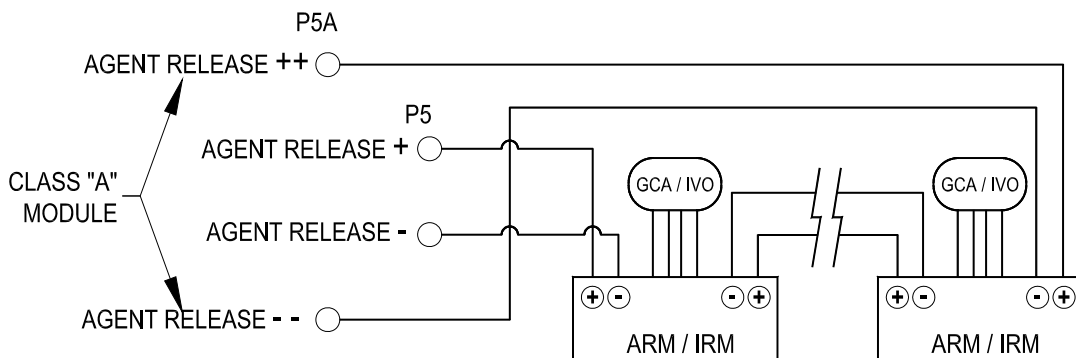 P5A
AGENT RELEASE ++
P5
AGENT RELEASE +
CLASS "A"
MODULE
AGENT RELEASE -
AGENT RELEASE - -
GCA / IVO
GCA / IVO
+ - - +
+ - - +
ARM / IRM
ARM / IRM